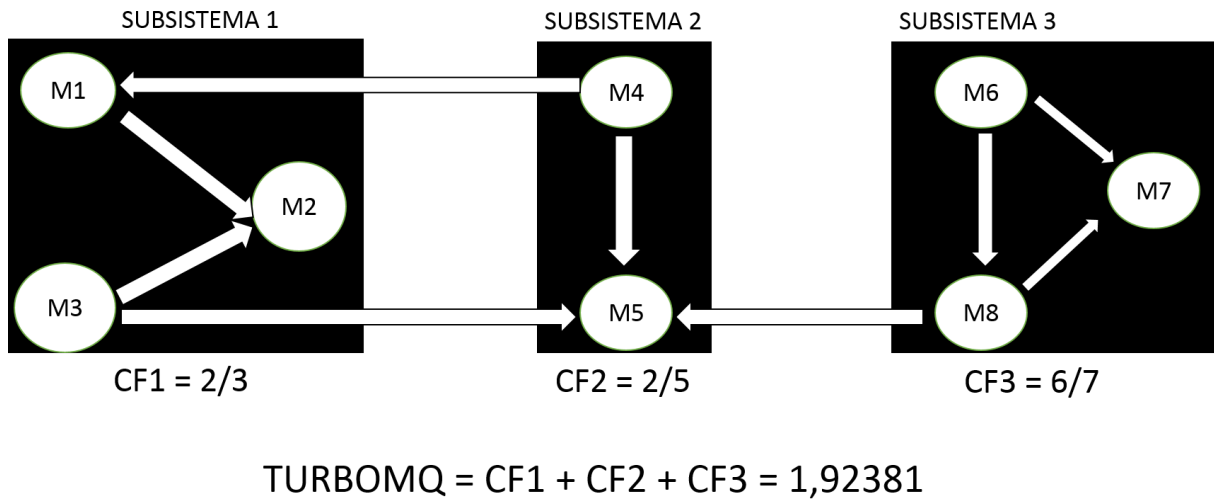 SUBSISTEMA 1
SUBSISTEMA 2
SUBSISTEMA 3
M1
M4
M6
M2
M7
M3
M5
M8
CF1 = 2/3
CF2 = 2/5
CF3 = 6/7
TURBOMQ = CF1 + CF2 + CF3 = 1,92381